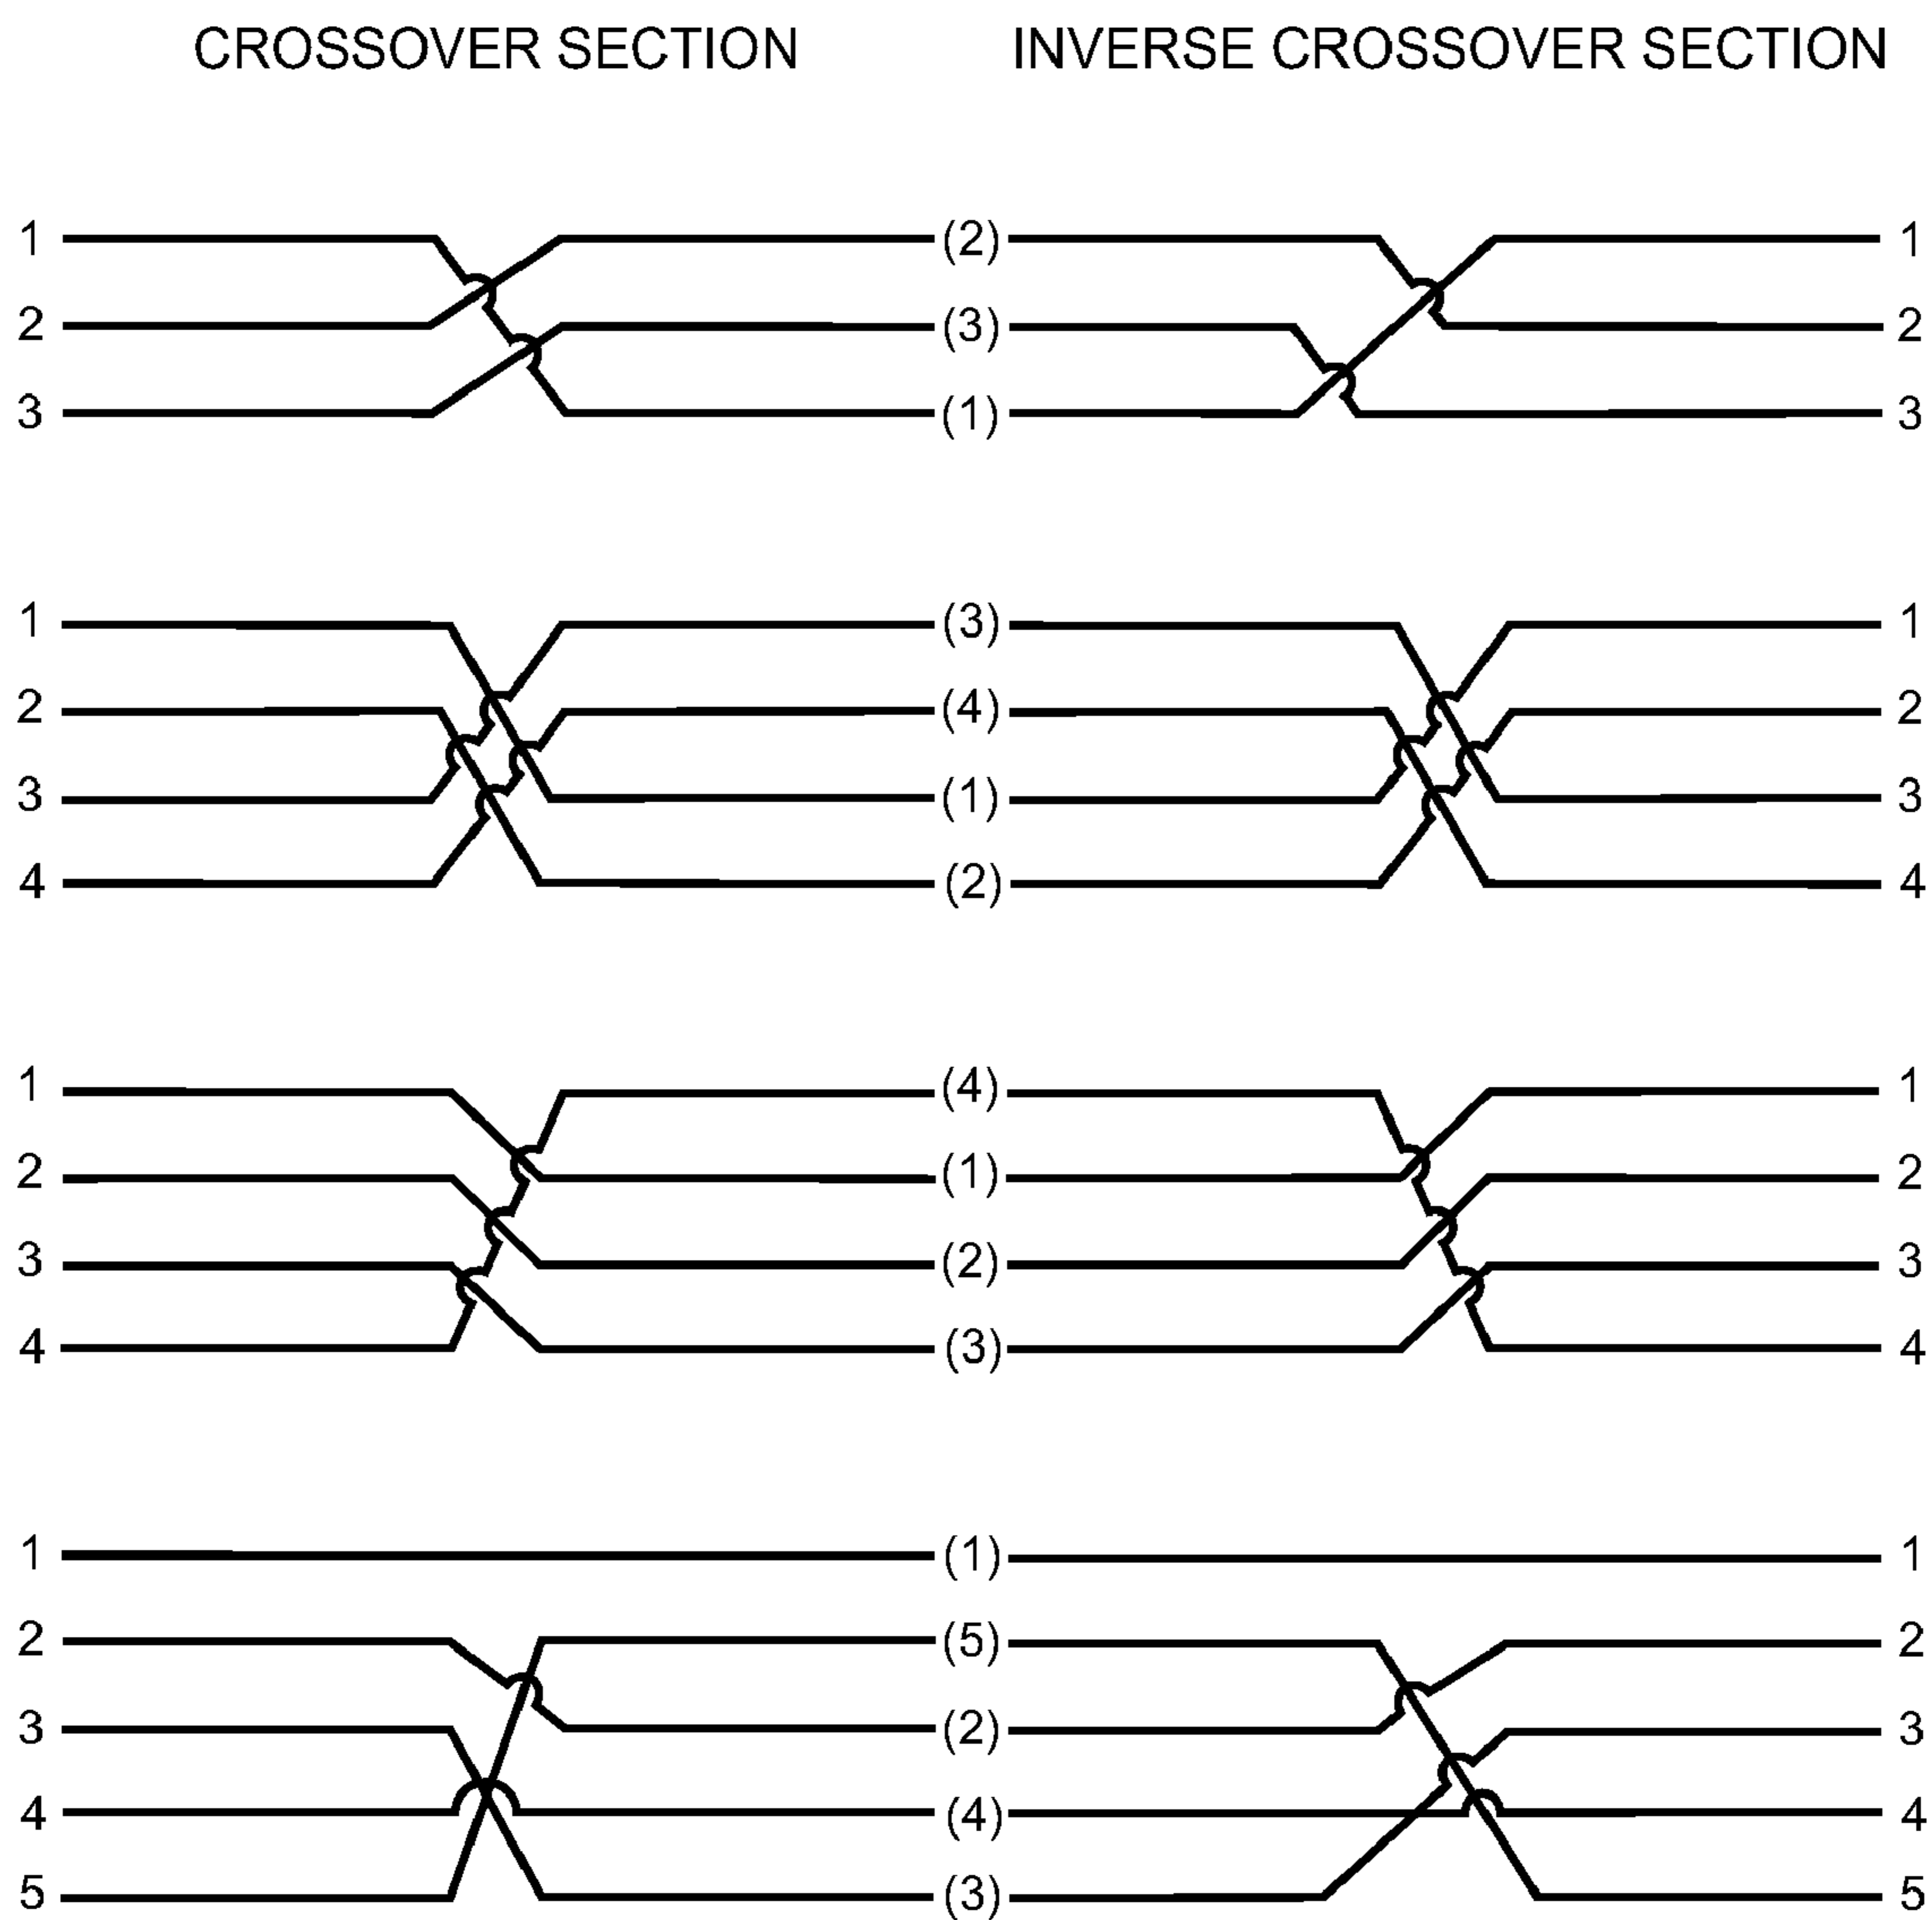 CROSSOVER SECTION INVERSE CROSSOVER SECTION
1 (2) 1
2 (3) 2
3 (1) 3
1 (3) 1
2 (4) 2
3 (1) 3
4 (2) 4
1 (4) 1
2 (1) 2
3 (2) 3
4 (3) 4
1 (1) 1
2 (5) 2
3 (2) 3
4 (4) 4
5 (3) 5